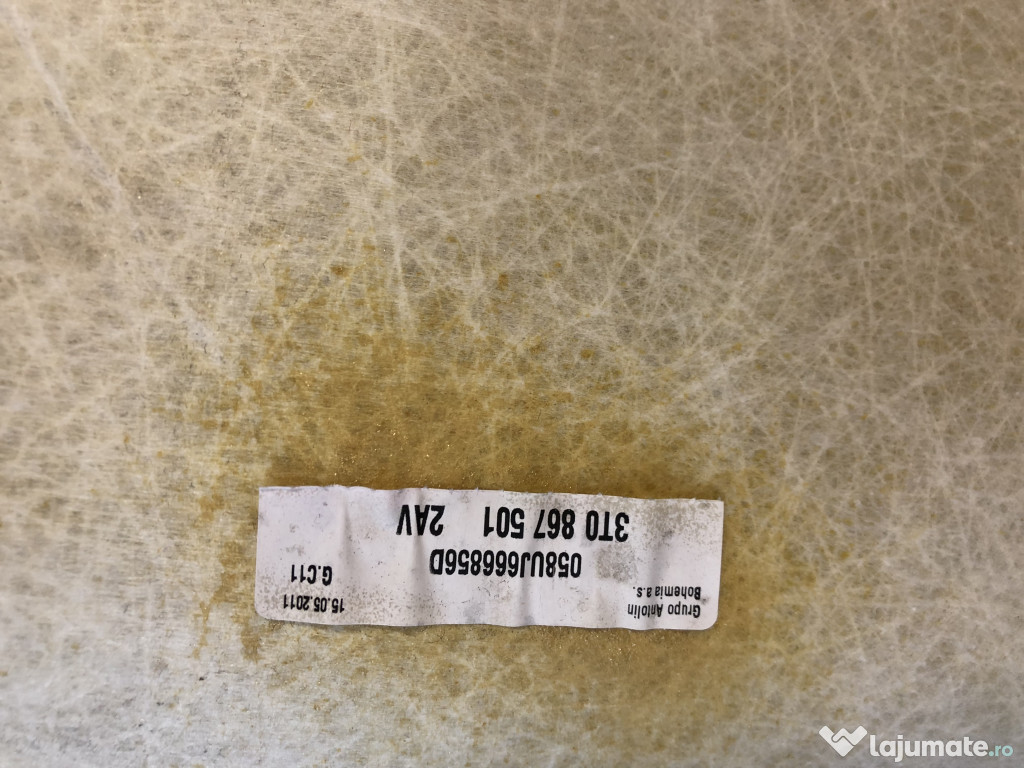 Grupo Antolin
Bohemia a.s.
15.05.2011
G.C11
058UJ666856D
3T0 867 501 2AV
lajumate.ro